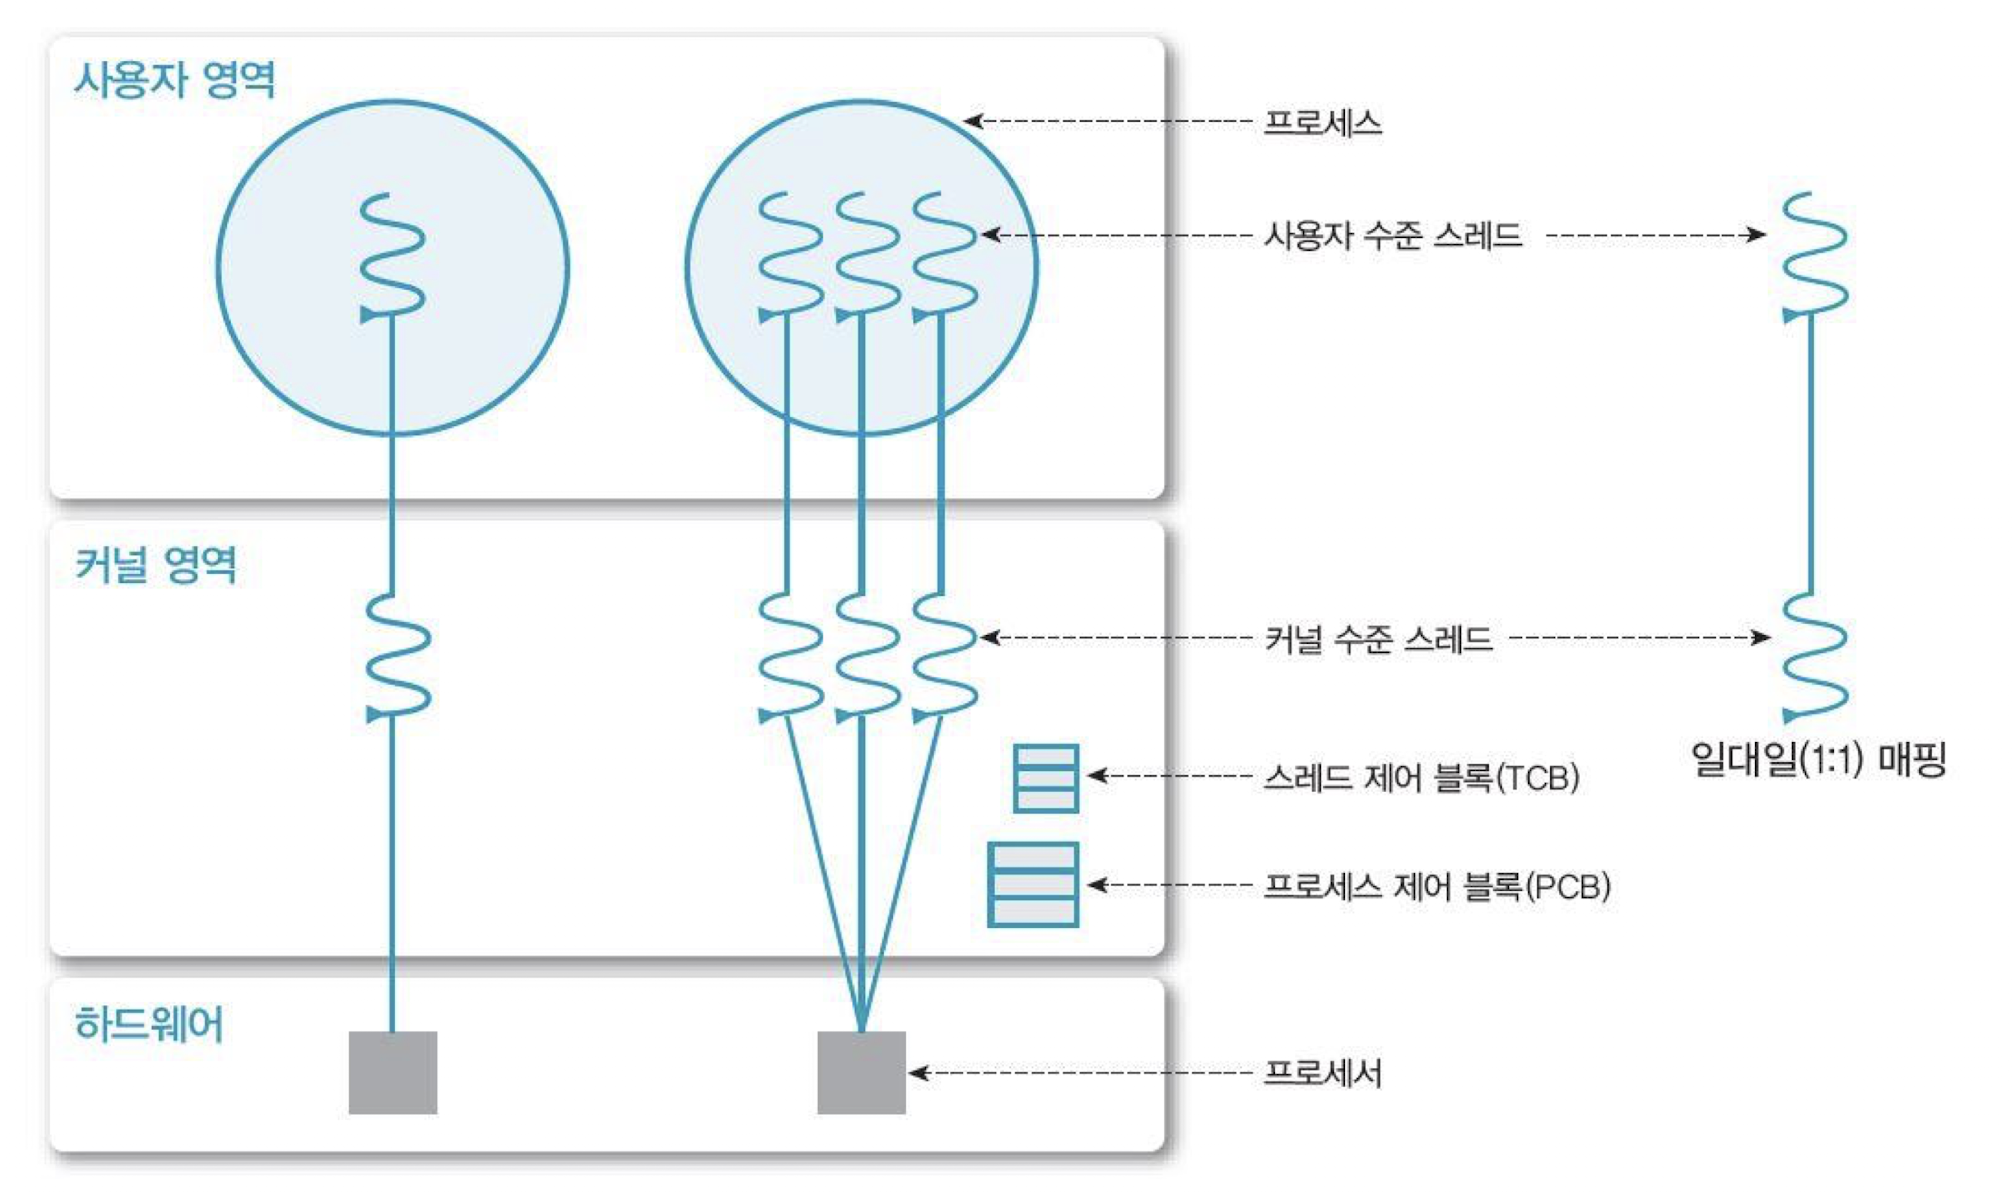 사용자 영역
프로세스
사용자 수준 스레드
커널 영역
커널 수준 스레드
스레드 제어 블록(TCB)
일대일(1:1) 매핑
프로세스 제어 블록(PCB)
하드웨어
프로세서